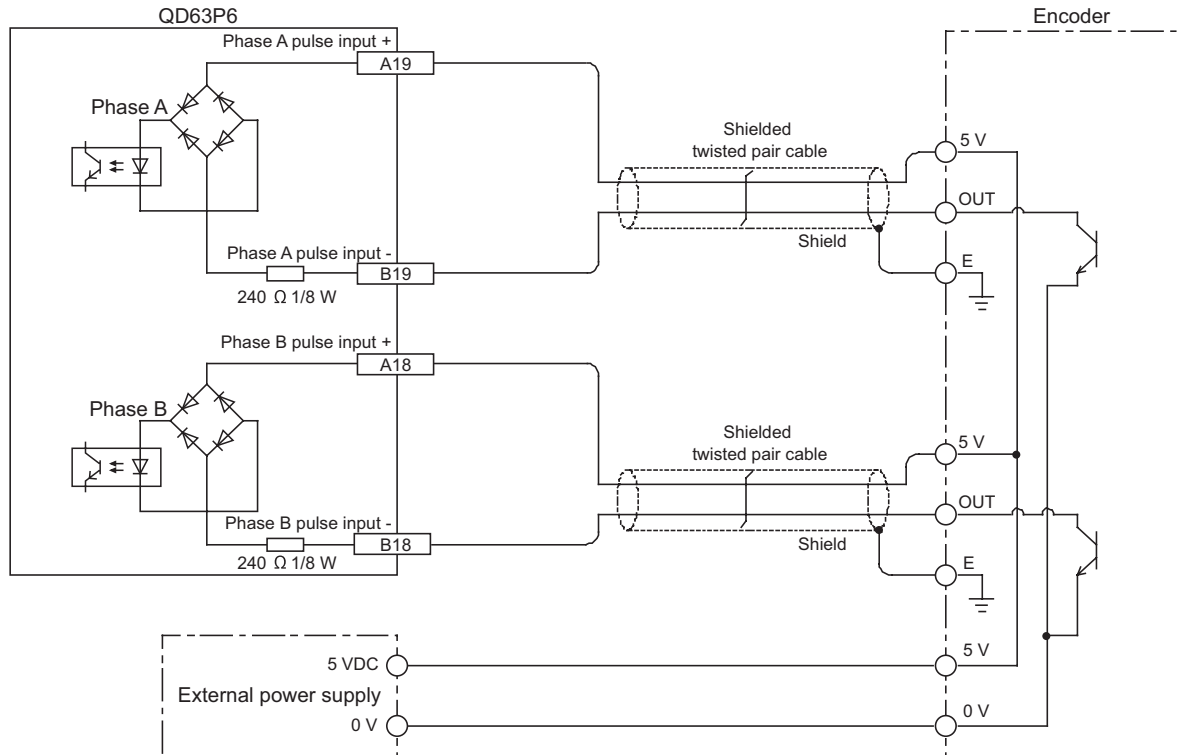 QD63P6
Encoder
Phase A pulse input +
A19
Phase A
Shielded
twisted pair cable
5 V
OUT
Shield
Phase A pulse input -
B19
E
240 Ω 1/8 W
Phase B pulse input +
A18
Phase B
Shielded
twisted pair cable
5 V
OUT
Phase B pulse input -
B18
Shield
240 Ω 1/8 W
E
5 VDC
5 V
External power supply
0 V
0 V